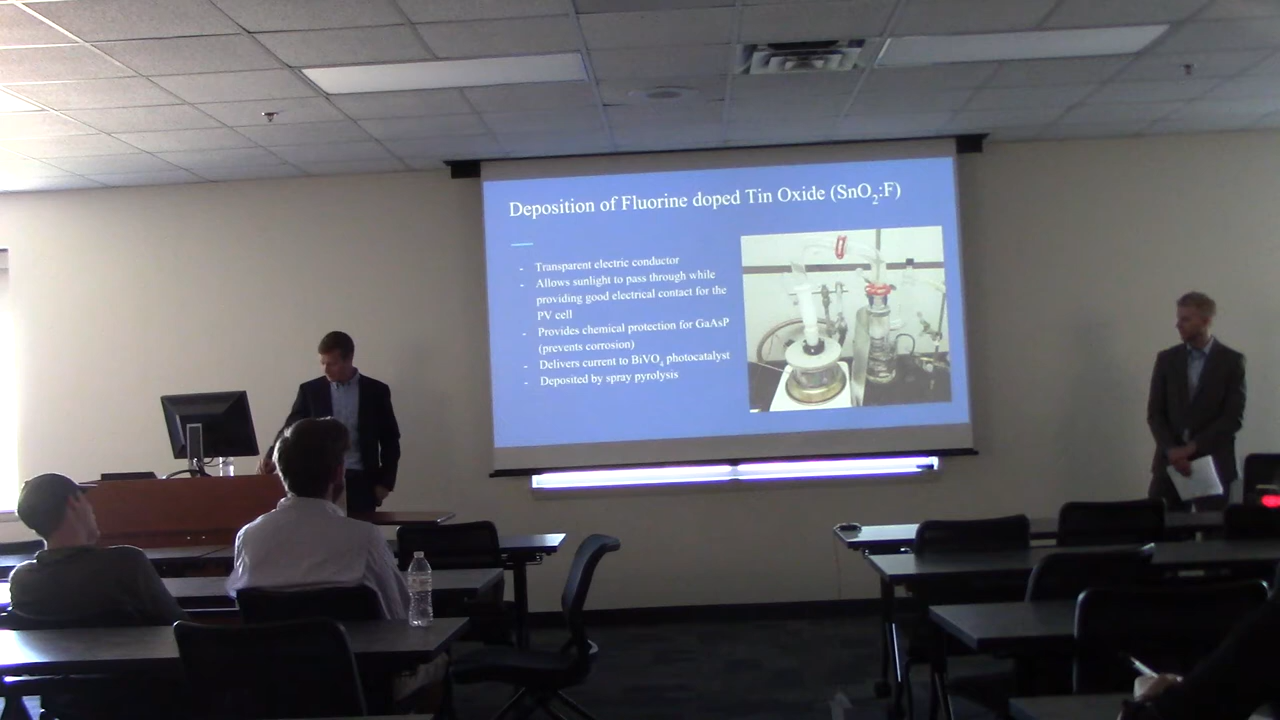 Deposition of Fluorine doped Tin Oxide (SnO₂:F)
- Transparent electric conductor
- Allows sunlight to pass through while
providing good electrical contact for the
PV cell
- Provides chemical protection for GaAsP
(prevents corrosion)
- Delivers current to BiVO₄ photocatalyst
- Deposited by spray pyrolysis